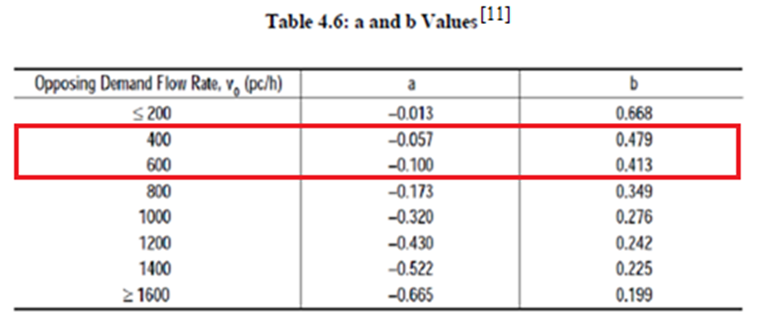 Table 4.6: a and b Values[11]
Opposing Demand Flow Rate, vo (pc/h) a b
≤ 200 –0.013 0.668
400 –0.057 0.479
600 –0.100 0.413
800 –0.173 0.349
1000 –0.320 0.276
1200 –0.430 0.242
1400 –0.522 0.225
≥ 1600 –0.665 0.199